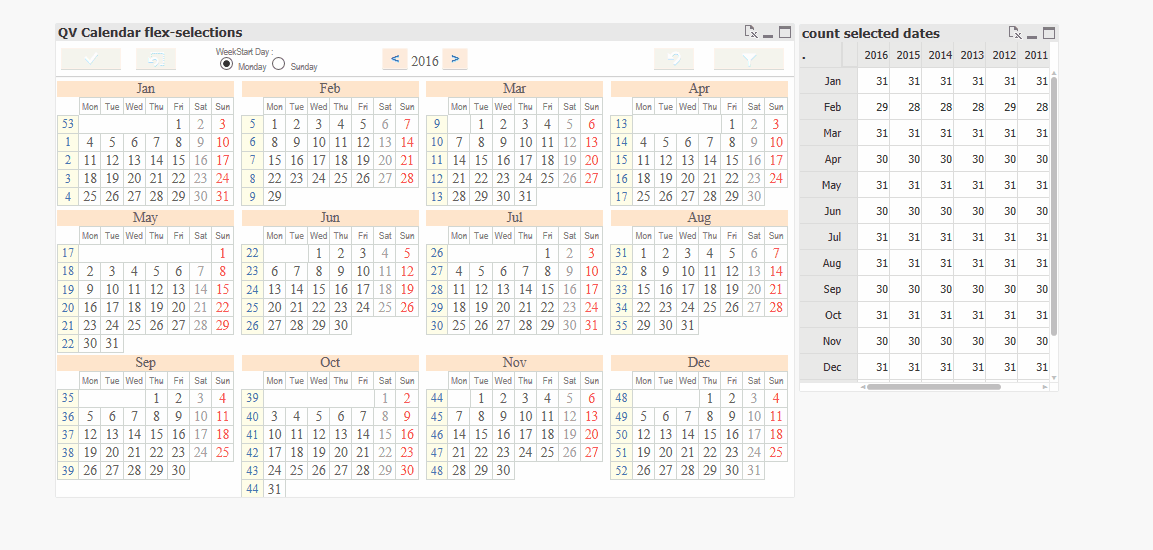 QV Calendar flex-selections
WeekStart Day :
Monday Sunday
< 2016 >
Jan Feb Mar Apr
Mon Tue Wed Thu Fri Sat Sun Mon Tue Wed Thu Fri Sat Sun Mon Tue Wed Thu Fri Sat Sun Mon Tue Wed Thu Fri Sat Sun
53 1 2 3 5 1 2 3 4 5 6 7 9 1 2 3 4 5 6 13 1 2 3
1 4 5 6 7 8 9 10 6 8 9 10 11 12 13 14 10 7 8 9 10 11 12 13 14 4 5 6 7 8 9 10
2 11 12 13 14 15 16 17 7 15 16 17 18 19 20 21 11 14 15 16 17 18 19 20 15 11 12 13 14 15 16 17
3 18 19 20 21 22 23 24 8 22 23 24 25 26 27 28 12 21 22 23 24 25 26 27 16 18 19 20 21 22 23 24
4 25 26 27 28 29 30 31 9 29 13 28 29 30 31 17 25 26 27 28 29 30
May Jun Jul Aug
Mon Tue Wed Thu Fri Sat Sun Mon Tue Wed Thu Fri Sat Sun Mon Tue Wed Thu Fri Sat Sun Mon Tue Wed Thu Fri Sat Sun
17 1 22 1 2 3 4 5 26 1 2 3 31 1 2 3 4 5 6 7
18 2 3 4 5 6 7 8 23 6 7 8 9 10 11 12 27 4 5 6 7 8 9 10 32 8 9 10 11 12 13 14
19 9 10 11 12 13 14 15 24 13 14 15 16 17 18 19 28 11 12 13 14 15 16 17 33 15 16 17 18 19 20 21
20 16 17 18 19 20 21 22 25 20 21 22 23 24 25 26 29 18 19 20 21 22 23 24 34 22 23 24 25 26 27 28
21 23 24 25 26 27 28 29 26 27 28 29 30 30 25 26 27 28 29 30 31 35 29 30 31
22 30 31
Sep Oct Nov Dec
Mon Tue Wed Thu Fri Sat Sun Mon Tue Wed Thu Fri Sat Sun Mon Tue Wed Thu Fri Sat Sun Mon Tue Wed Thu Fri Sat Sun
35 1 2 3 4 39 1 2 44 1 2 3 4 5 6 48 1 2 3 4
36 5 6 7 8 9 10 11 40 3 4 5 6 7 8 9 45 7 8 9 10 11 12 13 49 5 6 7 8 9 10 11
37 12 13 14 15 16 17 18 41 10 11 12 13 14 15 16 46 14 15 16 17 18 19 20 50 12 13 14 15 16 17 18
38 19 20 21 22 23 24 25 42 17 18 19 20 21 22 23 47 21 22 23 24 25 26 27 51 19 20 21 22 23 24 25
39 26 27 28 29 30 43 24 25 26 27 28 29 30 48 28 29 30 52 26 27 28 29 30 31
44 31
count selected dates
. 2016 2015 2014 2013 2012 2011
Jan 31 31 31 31 31 31
Feb 29 28 28 28 29 28
Mar 31 31 31 31 31 31
Apr 30 30 30 30 30 30
May 31 31 31 31 31 31
Jun 30 30 30 30 30 30
Jul 31 31 31 31 31 31
Aug 31 31 31 31 31 31
Sep 30 30 30 30 30 30
Oct 31 31 31 31 31 31
Nov 30 30 30 30 30 30
Dec 31 31 31 31 31 31